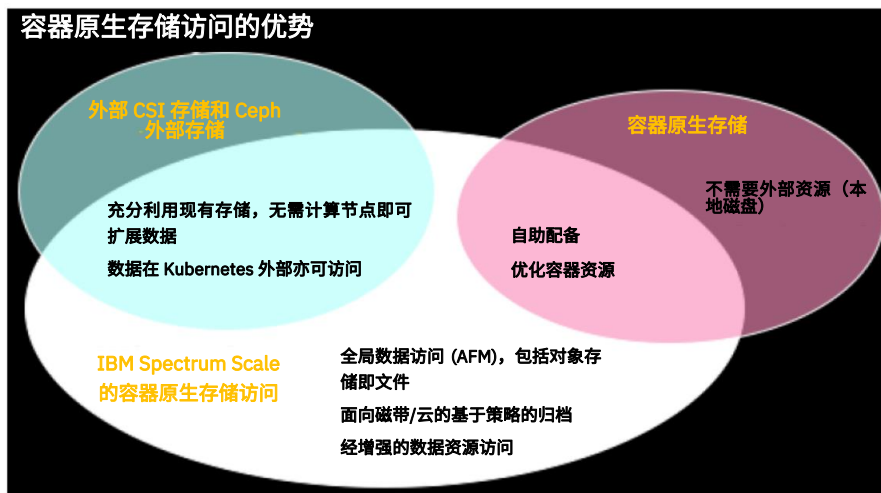 容器原生存储访问的优势
外部 CSI 存储和 Ceph
外部存储
容器原生存储
不需要外部资源（本
地磁盘）
充分利用现有存储，无需计算节点即可
扩展数据
数据在 Kubernetes 外部亦可访问
自助配备
优化容器资源
IBM Spectrum Scale
的容器原生存储访问
全局数据访问 (AFM)，包括对象存
储即文件
面向磁带/云的基于策略的归档
经增强的数据资源访问